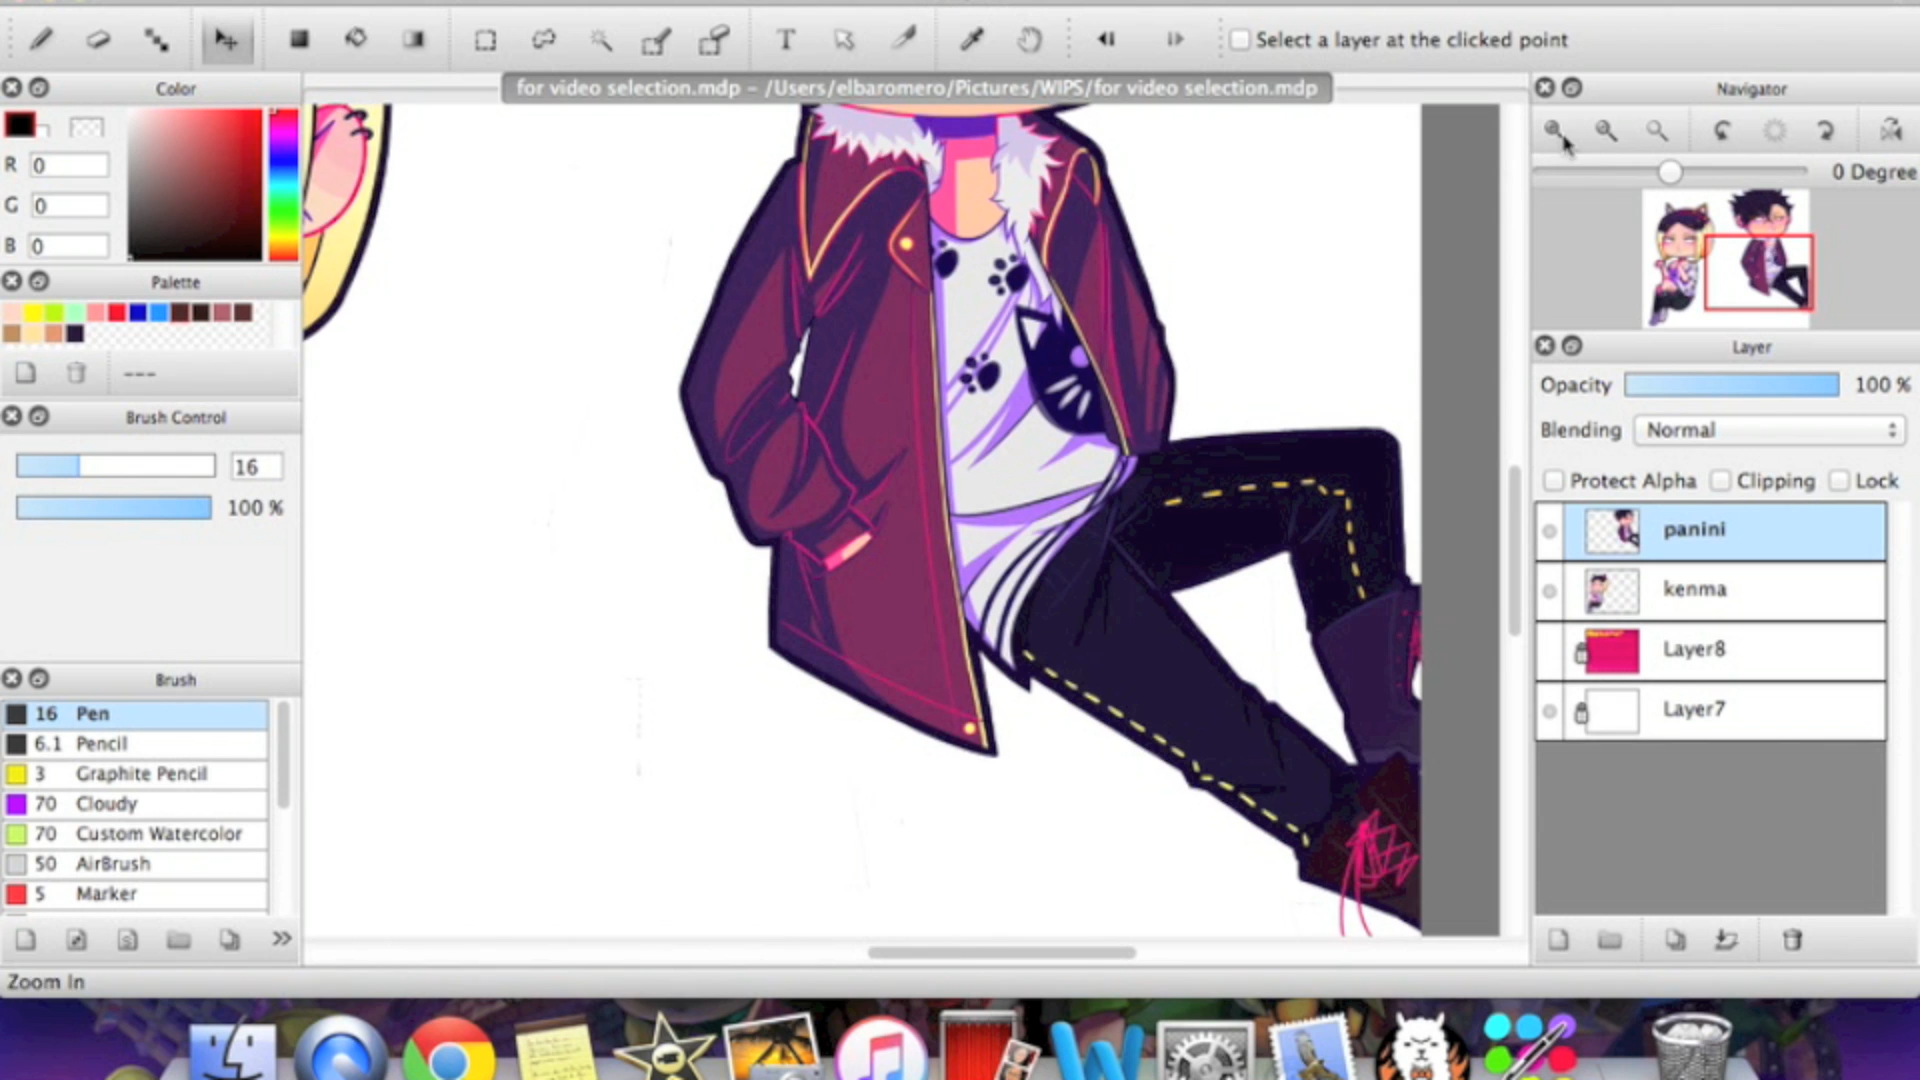 Select a layer at the clicked point
Color
for video selection.mdp – /Users/elbaromero/Pictures/WIPS/for video selection.mdp
Navigator
R 0
G 0
B 0
0 Degree
Palette
---
Layer
Opacity 100 %
Blending Normal
Protect Alpha Clipping Lock
Brush Control
16
100 %
panini
kenma
Layer8
Layer7
Brush
16 Pen
6.1 Pencil
3 Graphite Pencil
70 Cloudy
70 Custom Watercolor
50 AirBrush
5 Marker
Zoom In